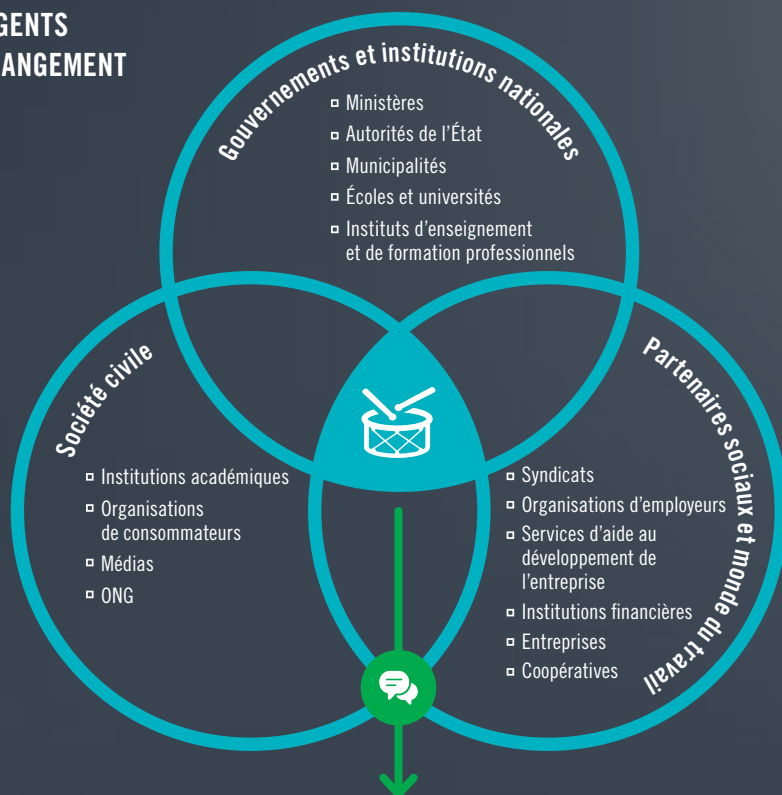 GENTS
ANGEMENT
Gouvernements et institutions nationales
▫ Ministères
▫ Autorités de l'État
▫ Municipalités
▫ Écoles et universités
▫ Instituts d'enseignement
et de formation professionnels
Société civile
▫ Institutions académiques
▫ Organisations
de consommateurs
▫ Médias
▫ ONG
Partenaires sociaux et monde du travail
▫ Syndicats
▫ Organisations d'employeurs
▫ Services d'aide au
développement de
l'entreprise
▫ Institutions financières
▫ Entreprises
▫ Coopératives